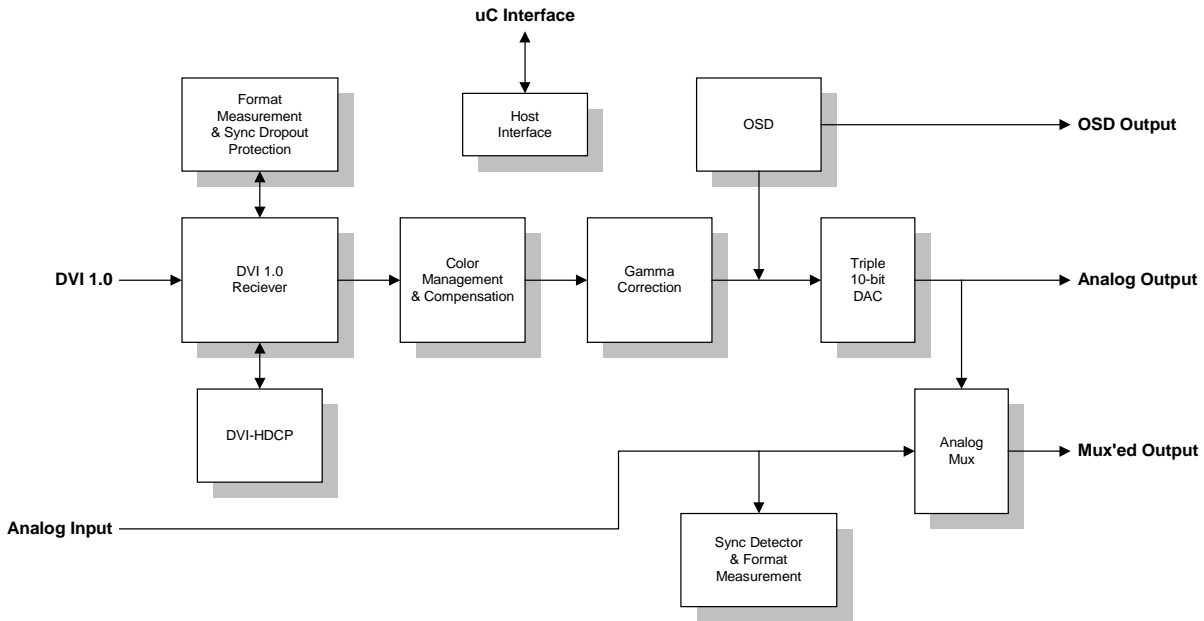 uC Interface
Format
Measurement
& Sync Dropout
Protection
Host
Interface
OSD
OSD Output
DVI 1.0
DVI 1.0
Reciever
Color
Management
& Compensation
Gamma
Correction
Triple
10-bit
DAC
Analog Output
DVI-HDCP
Analog
Mux
Mux'ed Output
Analog Input
Sync Detector
& Format
Measurement